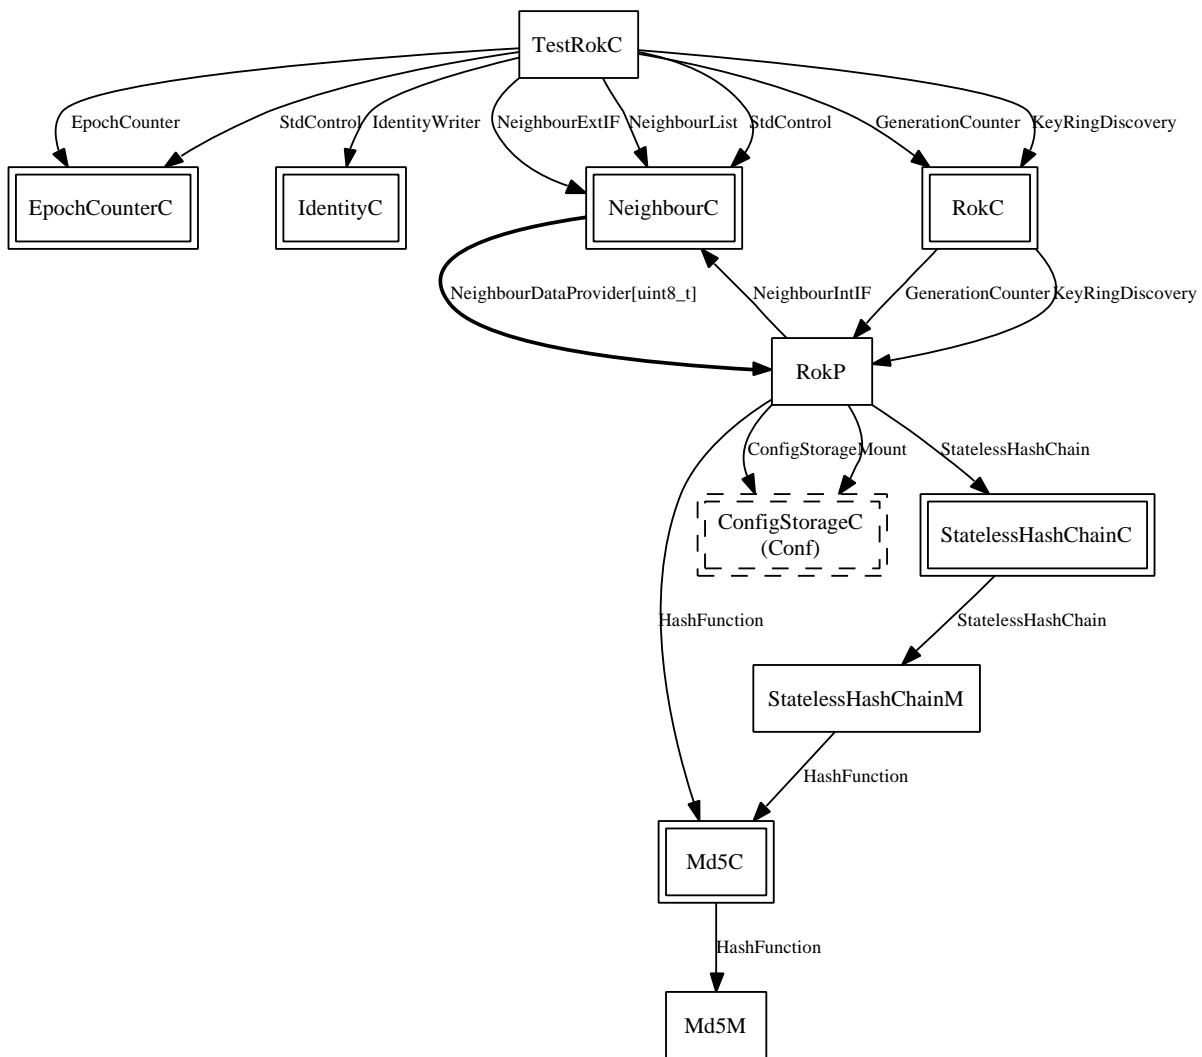 TestRokC
EpochCounter
StdControl
IdentityWriter
NeighbourExtIF
NeighbourList
StdControl
GenerationCounter
KeyRingDiscovery
EpochCounterC
IdentityC
NeighbourC
RokC
NeighbourDataProvider[uint8_t]
NeighbourIntIF
GenerationCounter
KeyRingDiscovery
RokP
ConfigStorage
Mount
StatelessHashChain
ConfigStorageC
(Conf)
StatelessHashChainC
HashFunction
StatelessHashChain
StatelessHashChainM
HashFunction
Md5C
HashFunction
Md5M